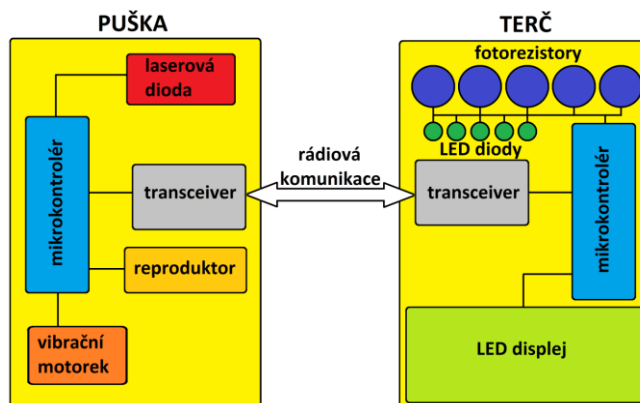 PUŠKA
laserová
dioda
mikrokontrolér
transceiver
reproduktor
vibrační
motorek
rádiová
komunikace
TERČ
fotorezistory
LED diody
transceiver
mikrokontrolér
LED displej